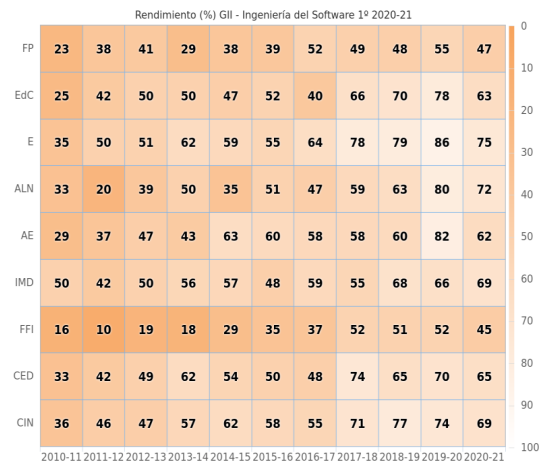 Rendimiento (%) GII - Ingeniería del Software 1º 2020-21
FP 23 38 41 29 38 39 52 49 48 55 47
EdC 25 42 50 50 47 52 40 66 70 78 63
E 35 50 51 62 59 55 64 78 79 86 75
ALN 33 20 39 50 35 51 47 59 63 80 72
AE 29 37 47 43 63 60 58 58 60 82 62
IMD 50 42 50 56 57 48 59 55 68 66 69
FFI 16 10 19 18 29 35 37 52 51 52 45
CED 33 42 49 62 54 50 48 74 65 70 65
CIN 36 46 47 57 62 58 55 71 77 74 69
2010-11 2011-12 2012-13 2013-14 2014-15 2015-16 2016-17 2017-18 2018-19 2019-20 2020-21
0
10
20
30
40
50
60
70
80
90
100